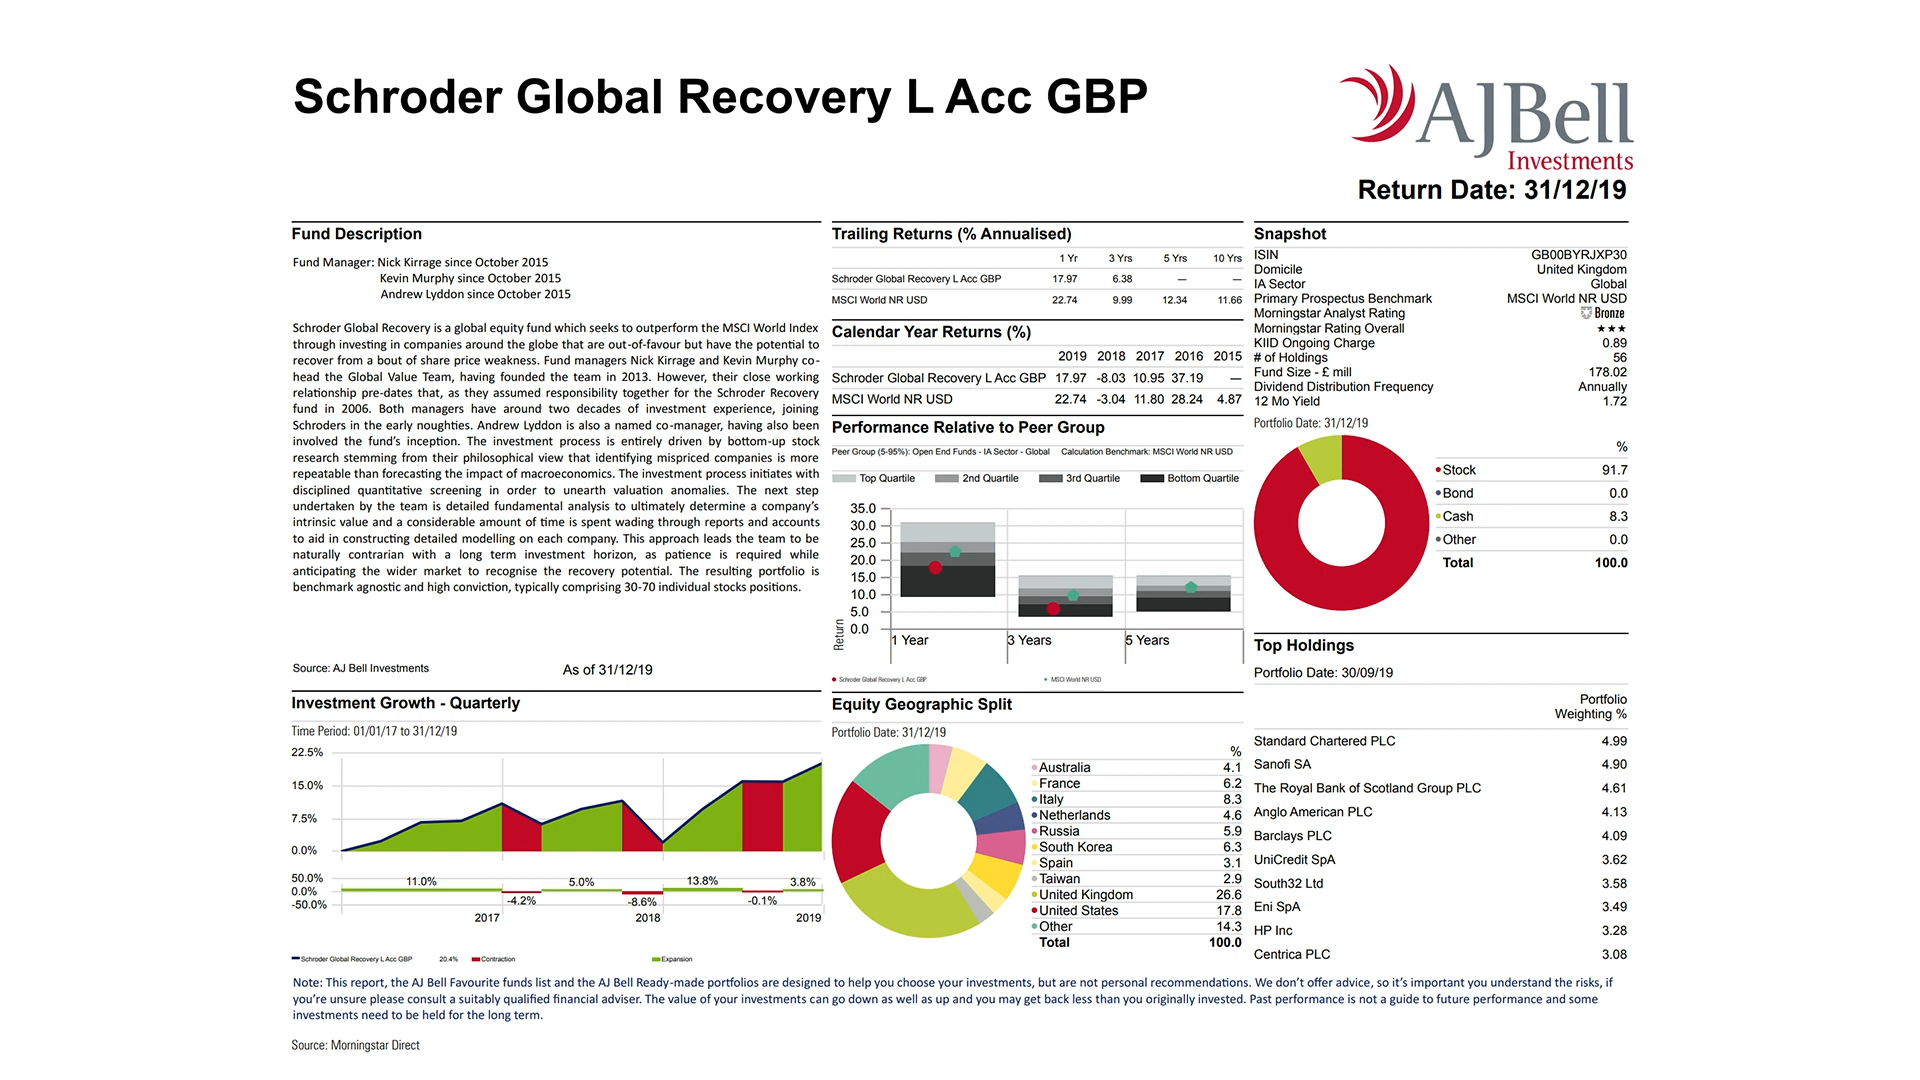 Schroder Global Recovery L Acc GBP
AJBell
Investments
Return Date: 31/12/19
Fund Description
Fund Manager: Nick Kirrage since October 2015
Kevin Murphy since October 2015
Andrew Lyddon since October 2015
Schroder Global Recovery is a global equity fund which seeks to outperform the MSCI World Index
through investing in companies around the globe that are out-of-favour but have the potential to
recover from a bout of share price weakness. Fund managers Nick Kirrage and Kevin Murphy co-
head the Global Value Team, having founded the team in 2013. However, their close working
relationship pre-dates that, as they assumed responsibility together for the Schroder Recovery
fund in 2006. Both managers have around two decades of investment experience, joining
Schroders in the early noughties. Andrew Lyddon is also a named co-manager, having also been
involved the fund's inception. The investment process is entirely driven by bottom-up stock
research stemming from their philosophical view that identifying mispriced companies is more
repeatable than forecasting the impact of macroeconomics. The investment process initiates with
disciplined quantitative screening in order to unearth valuation anomalies. The next step
undertaken by the team is detailed fundamental analysis to ultimately determine a company's
intrinsic value and a considerable amount of time is spent wading through reports and accounts
to aid in constructing detailed modelling on each company. This approach leads the team to be
naturally contrarian with a long term investment horizon, as patience is required while
anticipating the wider market to recognise the recovery potential. The resulting portfolio is
benchmark agnostic and high conviction, typically comprising 30-70 individual stocks positions.
Source: AJ Bell Investments As of 31/12/19
Investment Growth - Quarterly
Time Period: 01/01/17 to 31/12/19
22.5%
15.0%
7.5%
0.0%
50.0%
0.0%
-50.0%
11.0% -4.2% 5.0% -8.6% 13.8% -0.1% 3.8%
2017 2018 2019
Schroder Global Recovery L Acc GBP 20.4% Contraction Expansion
Trailing Returns (% Annualised)
1 Yr 3 Yrs 5 Yrs 10 Yrs
Schroder Global Recovery L Acc GBP 17.97 6.38 — —
MSCI World NR USD 22.74 9.99 12.34 11.66
Calendar Year Returns (%)
2019 2018 2017 2016 2015
Schroder Global Recovery L Acc GBP 17.97 -8.03 10.95 37.19 —
MSCI World NR USD 22.74 -3.04 11.80 28.24 4.87
Performance Relative to Peer Group
Peer Group (5-95%): Open End Funds - IA Sector - Global Calculation Benchmark: MSCI World NR USD
Top Quartile 2nd Quartile 3rd Quartile Bottom Quartile
35.0
30.0
25.0
20.0
15.0
10.0
5.0
0.0
Return
1 Year 3 Years 5 Years
Schroder Global Recovery L Acc GBP MSCI World NR USD
Equity Geographic Split
Portfolio Date: 31/12/19
%
Australia 4.1
France 6.2
Italy 8.3
Netherlands 4.6
Russia 5.9
South Korea 6.3
Spain 3.1
Taiwan 2.9
United Kingdom 26.6
United States 17.8
Other 14.3
Total 100.0
Snapshot
ISIN GB00BYRJXP30
Domicile United Kingdom
IA Sector Global
Primary Prospectus Benchmark MSCI World NR USD
Morningstar Analyst Rating Bronze
Morningstar Rating Overall ★★★
KIID Ongoing Charge 0.89
# of Holdings 56
Fund Size - £ mill 178.02
Dividend Distribution Frequency Annually
12 Mo Yield 1.72
Portfolio Date: 31/12/19
%
Stock 91.7
Bond 0.0
Cash 8.3
Other 0.0
Total 100.0
Top Holdings
Portfolio Date: 30/09/19
Portfolio
Weighting %
Standard Chartered PLC 4.99
Sanofi SA 4.90
The Royal Bank of Scotland Group PLC 4.61
Anglo American PLC 4.13
Barclays PLC 4.09
UniCredit SpA 3.62
South32 Ltd 3.58
Eni SpA 3.49
HP Inc 3.28
Centrica PLC 3.08
Note: This report, the AJ Bell Favourite funds list and the AJ Bell Ready-made portfolios are designed to help you choose your investments, but are not personal recommendations. We don't offer advice, so it's important you understand the risks, if
you're unsure please consult a suitably qualified financial adviser. The value of your investments can go down as well as up and you may get back less than you originally invested. Past performance is not a guide to future performance and some
investments need to be held for the long term.
Source: Morningstar Direct